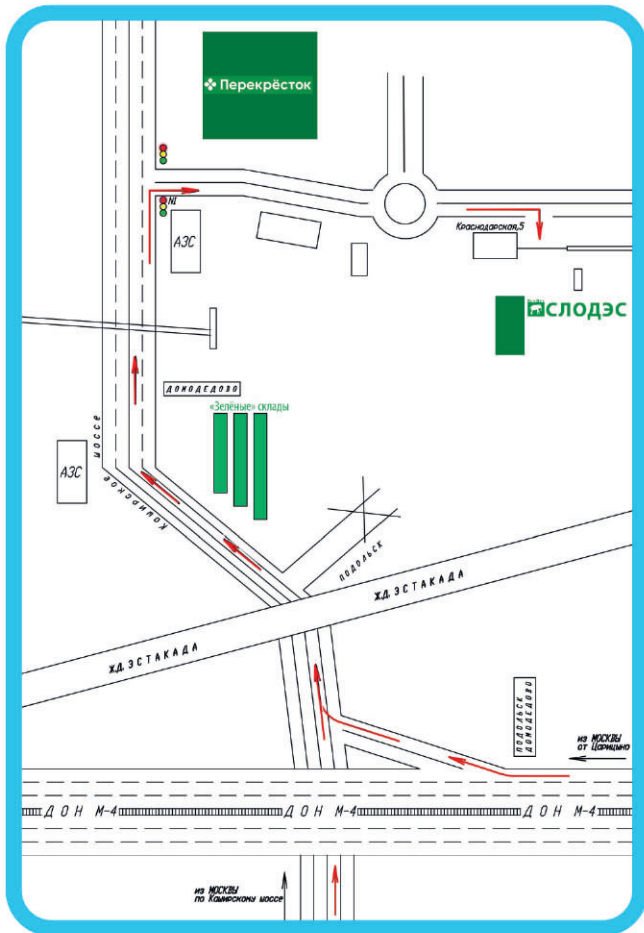 Перекрёсток
N1
АЗС
Краснодарская,5
СЛОДЭС
ДОМОДЕДОВО
«Зелёные» склады
АЗС
Каширское шоссе
ПОДОЛЬСК
Ж.Д. ЭСТАКАДА
Ж.Д. ЭСТАКАДА
ПОДОЛЬСК
ДОМОДЕДОВО
из МОСКВЫ
от Царицыно
ДОН М-4
ДОН М-4
ДОН М-4
из МОСКВЫ
по Каширскому шоссе